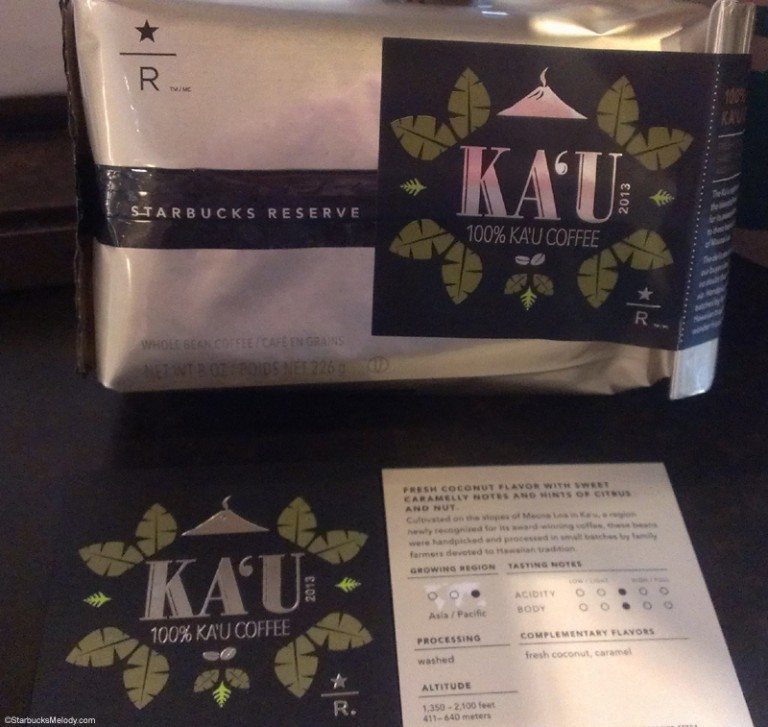 R TM/MC
STARBUCKS RESERVE
WHOLE BEAN COFFEE / CAFÉ EN GRAINS
NET WT 8 OZ / POIDS NET 226 g
KA‘U
2013
100% KA‘U COFFEE
R
100%
KA‘U
KA‘U
2013
100% KA‘U COFFEE
R.
FRESH COCONUT FLAVOR WITH SWEET
CARAMELLY NOTES AND HINTS OF CITRUS
AND NUT.
Cultivated on the slopes of Mauna Loa in Ka‘u, a region
newly recognized for its award-winning coffee, these beans
were handpicked and processed in small batches by family
farmers devoted to Hawaiian tradition.
GROWING REGION
Asia / Pacific
PROCESSING
washed
ALTITUDE
1,350 – 2,100 feet
411– 640 meters
TASTING NOTES
LOW / LIGHT HIGH / FULL
ACIDITY
BODY
COMPLEMENTARY FLAVORS
fresh coconut, caramel
©StarbucksMelody.com